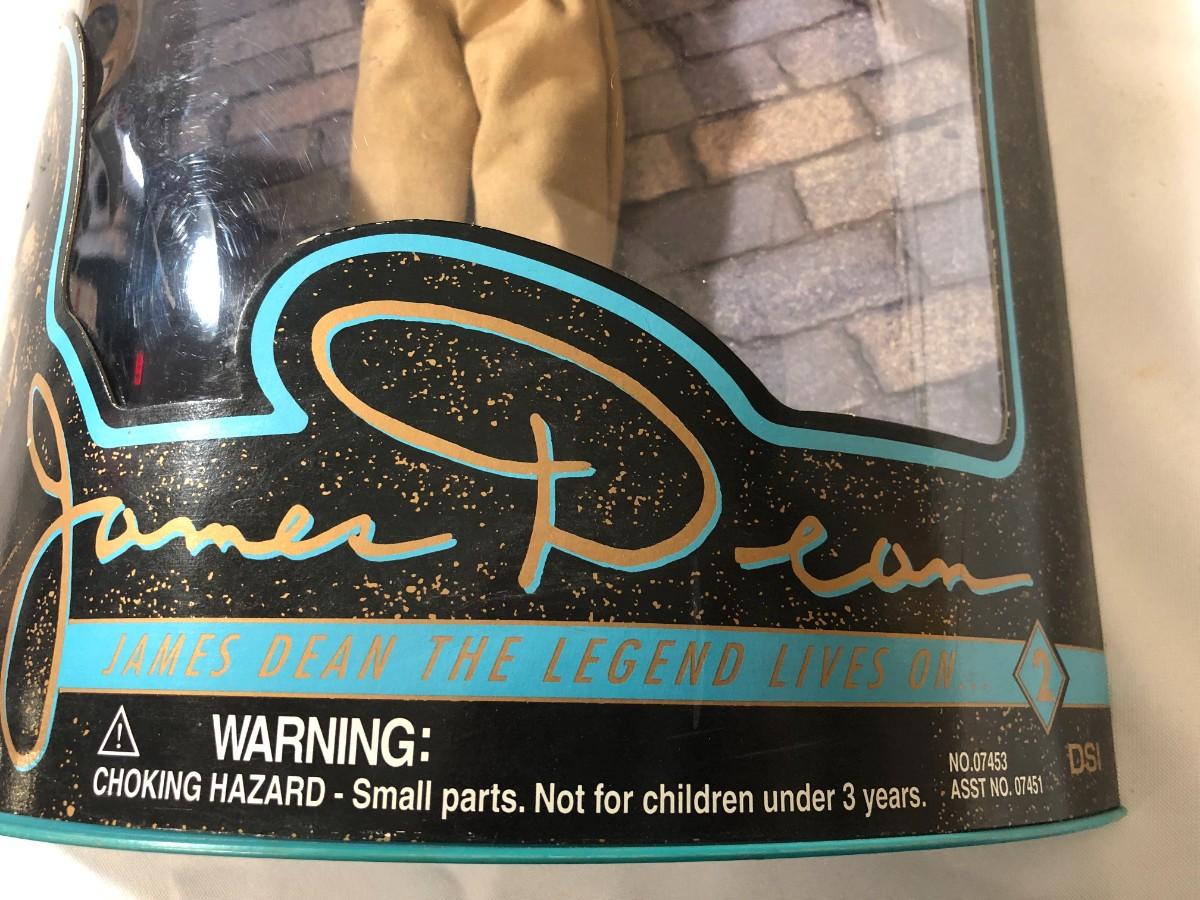 James Dean
JAMES DEAN THE LEGEND LIVES ON... 2
WARNING:
CHOKING HAZARD - Small parts. Not for children under 3 years.
NO.07453
ASST NO. 07451
DSI